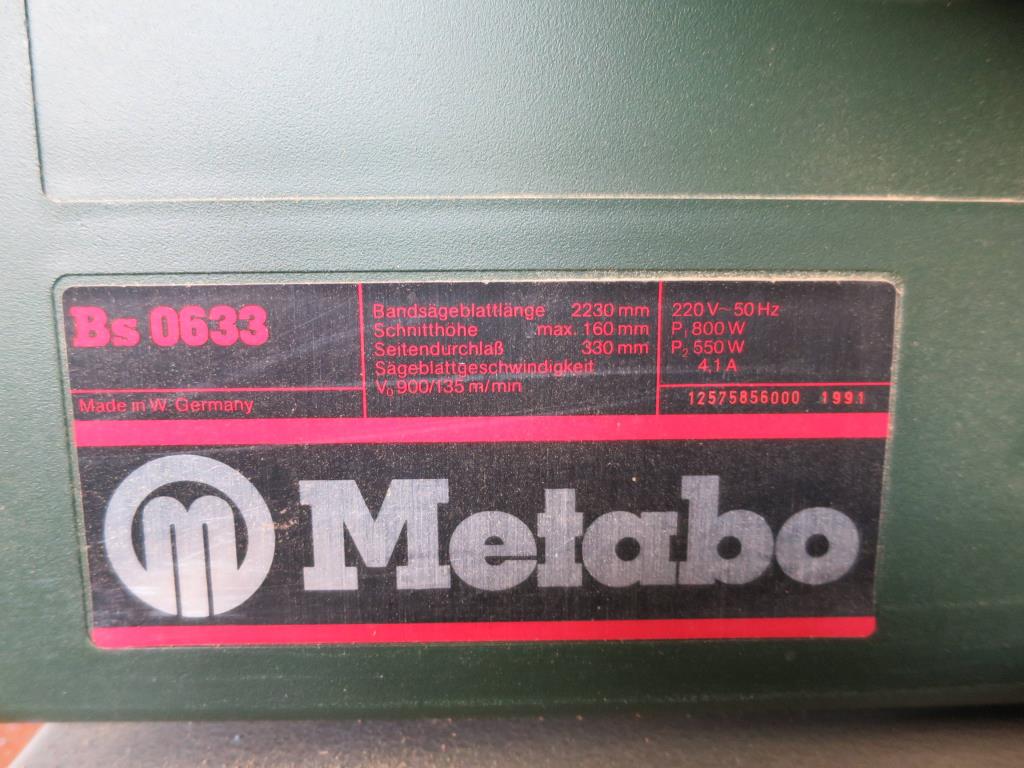 Bs 0633
Made in W. Germany
Bandsägeblattlänge 2230 mm
Schnitthöhe max. 160 mm
Seitendurchlaß 330 mm
Sägeblattgeschwindigkeit
V₀ 900/135 m/min
220 V~ 50 Hz
P₁ 800 W
P₂ 550 W
4,1 A
12575856000 1991
m Metabo